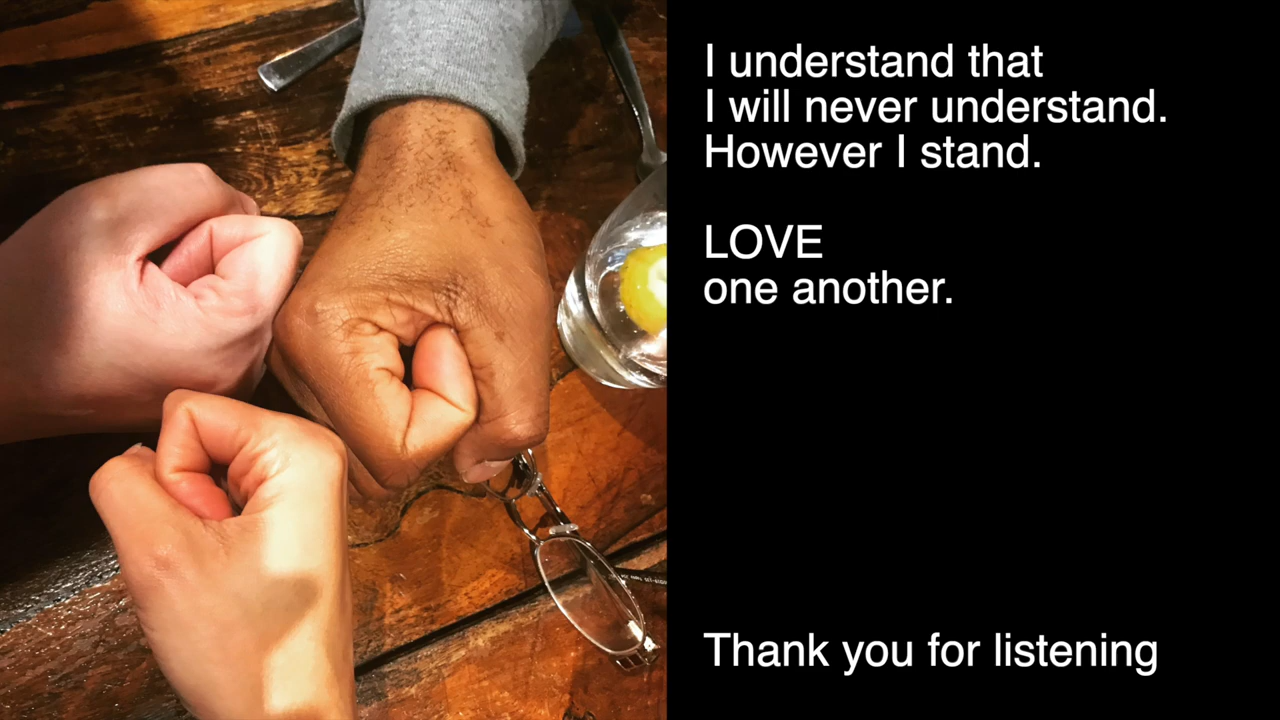 I understand that
I will never understand.
However I stand.
LOVE
one another.
Thank you for listening